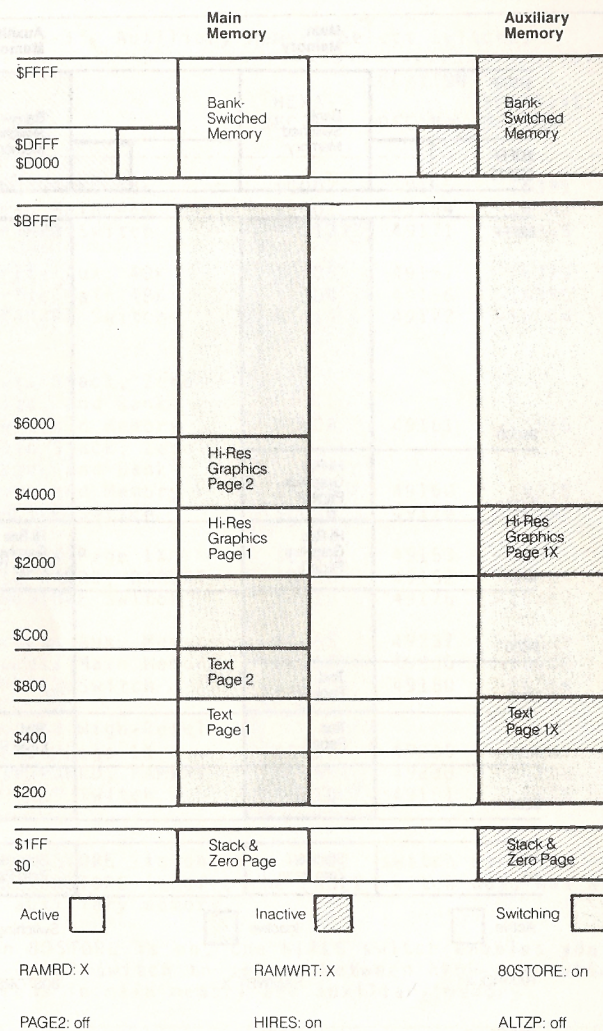 Main
Memory
Auxiliary
Memory
$FFFF
Bank-
Switched
Memory
Bank-
Switched
Memory
$DFFF
$D000
$BFFF
$6000
Hi-Res
Graphics
Page 2
$4000
Hi-Res
Graphics
Page 1
Hi-Res
Graphics
Page 1X
$2000
$C00
Text
Page 2
$800
Text
Page 1
Text
Page 1X
$400
$200
$1FF
$0
Stack &
Zero Page
Stack &
Zero Page
Active
Inactive
Switching
RAMRD: X
RAMWRT: X
80STORE: on
PAGE2: off
HIRES: on
ALTZP: off